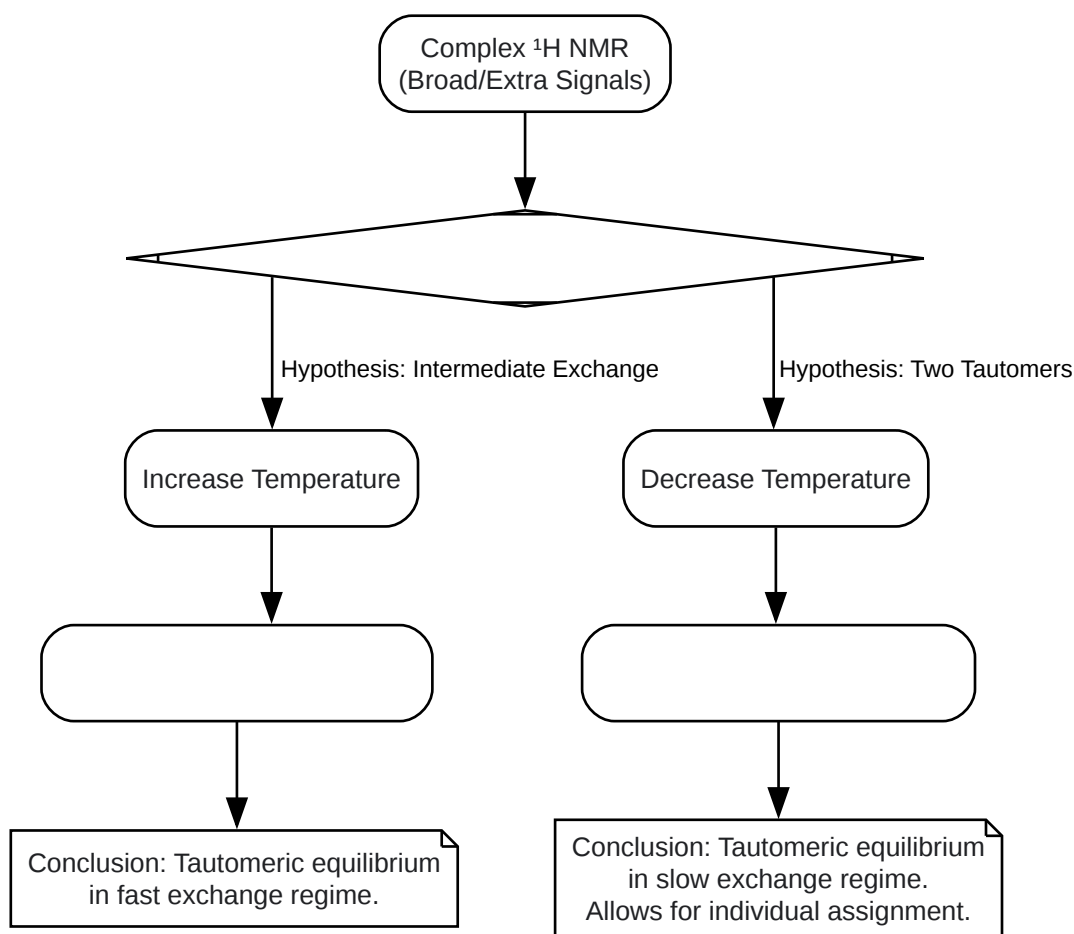 Complex ¹H NMR
(Broad/Extra Signals)
Hypothesis: Intermediate Exchange
Hypothesis: Two Tautomers
Increase Temperature
Decrease Temperature
Conclusion: Tautomeric equilibrium
in fast exchange regime.
Conclusion: Tautomeric equilibrium
in slow exchange regime.
Allows for individual assignment.